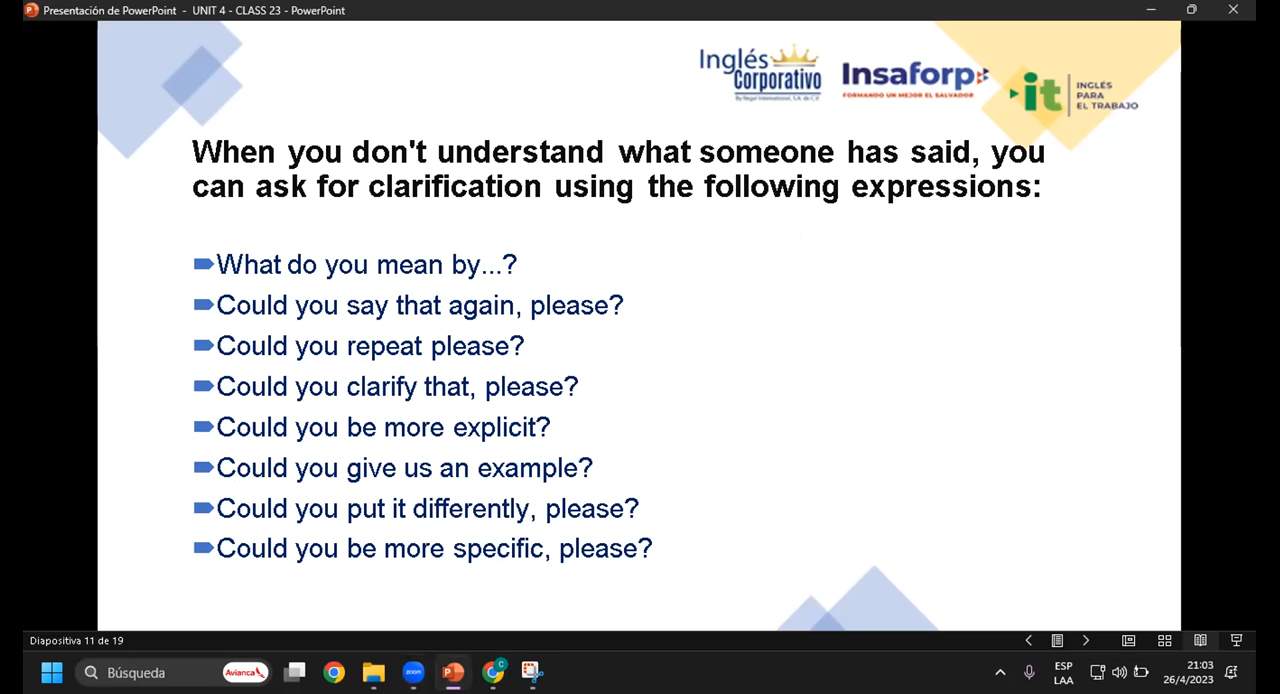 Presentación de PowerPoint - UNIT 4 - CLASS 23 - PowerPoint
Inglés
Corporativo
Insaforp
FORMANDO UN MEJOR EL SALVADOR
it
INGLÉS
PARA
EL TRABAJO
When you don't understand what someone has said, you
can ask for clarification using the following expressions:
What do you mean by...?
Could you say that again, please?
Could you repeat please?
Could you clarify that, please?
Could you be more explicit?
Could you give us an example?
Could you put it differently, please?
Could you be more specific, please?
Diapositiva 11 de 19
Búsqueda
Avianca
zoom
ESP
LAA
21:03
26/4/2023